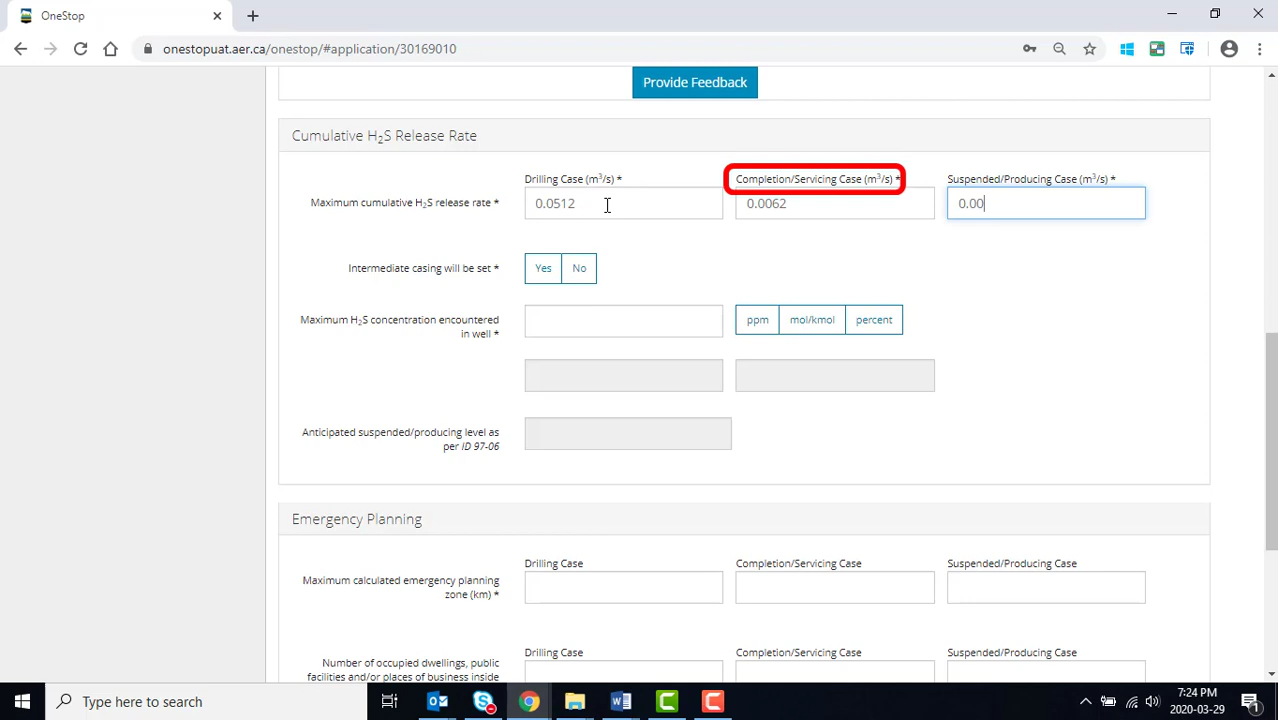 OneStop
onestopuat.aer.ca/onestop/#application/30169010
Provide Feedback
Cumulative H2S Release Rate
Drilling Case (m³/s) * Completion/Servicing Case (m³/s) * Suspended/Producing Case (m³/s) *
Maximum cumulative H2S release rate * 0.0512 0.0062 0.00
Intermediate casing will be set * Yes No
Maximum H2S concentration encountered
in well *
ppm mol/kmol percent
Anticipated suspended/producing level as
per ID 97-06
Emergency Planning
Drilling Case Completion/Servicing Case Suspended/Producing Case
Maximum calculated emergency planning
zone (km) *
Drilling Case Completion/Servicing Case Suspended/Producing Case
Number of occupied dwellings, public
facilities and/or places of business inside
Type here to search
7:24 PM
2020-03-29
1